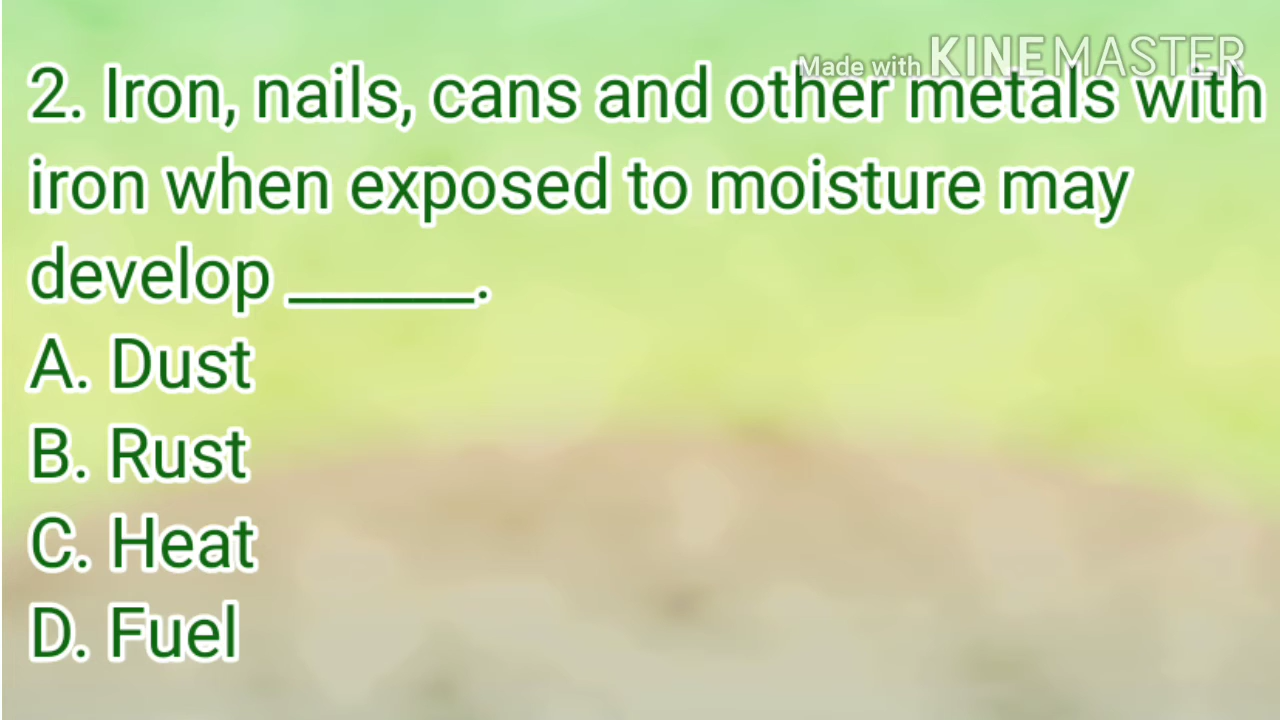 Made with KINEMASTER
2. Iron, nails, cans and other metals with
iron when exposed to moisture may
develop ______.
A. Dust
B. Rust
C. Heat
D. Fuel